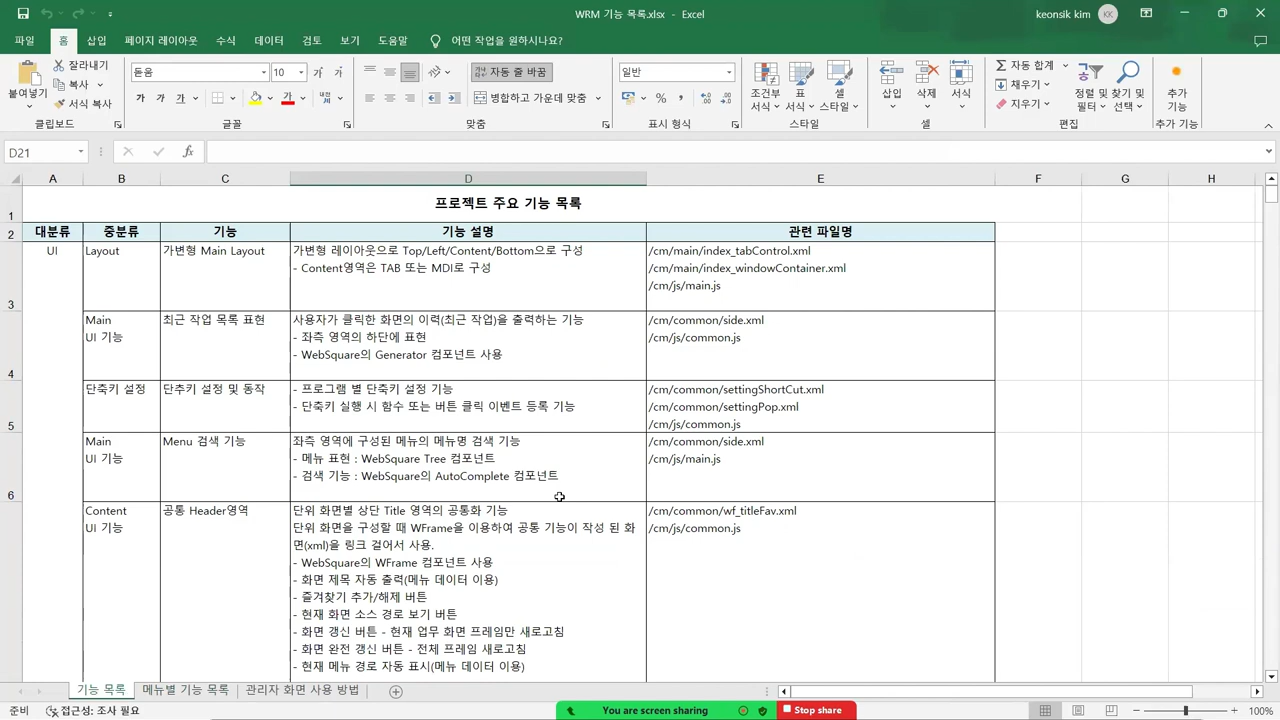 WRM 기능 목록.xlsx - Excel
keonsik kim
KK
파일 홈 삽입 페이지 레이아웃 수식 데이터 검토 보기 도움말 어떤 작업을 원하시나요?
붙여넣기
잘라내기
복사
서식 복사
클립보드
돋움 10
가 가 가
글꼴
자동 줄 바꿈
병합하고 가운데 맞춤
맞춤
일반
표시 형식
조건부 서식
표 서식
셀 스타일
스타일
삽입 삭제 서식
셀
자동 합계
채우기
지우기
정렬 및 필터
찾기 및 선택
편집
추가 기능
추가 기능
D21
fx
A B C D E F G H
1 프로젝트 주요 기능 목록
2 대분류 중분류 기능 기능 설명 관련 파일명
3 UI Layout 가변형 Main Layout 가변형 레이아웃으로 Top/Left/Content/Bottom으로 구성 /cm/main/index_tabControl.xml
- Content영역은 TAB 또는 MDI로 구성 /cm/main/index_windowContainer.xml
/cm/js/main.js
4 Main 최근 작업 목록 표현 사용자가 클릭한 화면의 이력(최근 작업)을 출력하는 기능 /cm/common/side.xml
UI 기능 - 좌측 영역의 하단에 표현 /cm/js/common.js
- WebSquare의 Generator 컴포넌트 사용
5 단축키 설정 단추키 설정 및 동작 - 프로그램 별 단축키 설정 기능 /cm/common/settingShortCut.xml
- 단축키 실행 시 함수 또는 버튼 클릭 이벤트 등록 기능 /cm/common/settingPop.xml
/cm/js/common.js
6 Main Menu 검색 기능 좌측 영역에 구성된 메뉴의 메뉴명 검색 기능 /cm/common/side.xml
UI 기능 - 메뉴 표현 : WebSquare Tree 컴포넌트 /cm/js/main.js
- 검색 기능 : WebSquare의 AutoComplete 컴포넌트
Content 공통 Header영역 단위 화면별 상단 Title 영역의 공통화 기능 /cm/common/wf_titleFav.xml
UI 기능 단위 화면을 구성할 때 WFrame을 이용하여 공통 기능이 작성 된 화 /cm/js/common.js
면(xml)을 링크 걸어서 사용.
- WebSquare의 WFrame 컴포넌트 사용
- 화면 제목 자동 출력(메뉴 데이터 이용)
- 즐겨찾기 추가/해제 버튼
- 현재 화면 소스 경로 보기 버튼
- 화면 갱신 버튼 - 현재 업무 화면 프레임만 새로고침
- 화면 완전 갱신 버튼 - 전체 프레임 새로고침
- 현재 메뉴 경로 자동 표시(메뉴 데이터 이용)
기능 목록 메뉴별 기능 목록 관리자 화면 사용 방법
준비 접근성: 조사 필요
You are screen sharing
Stop share
100%